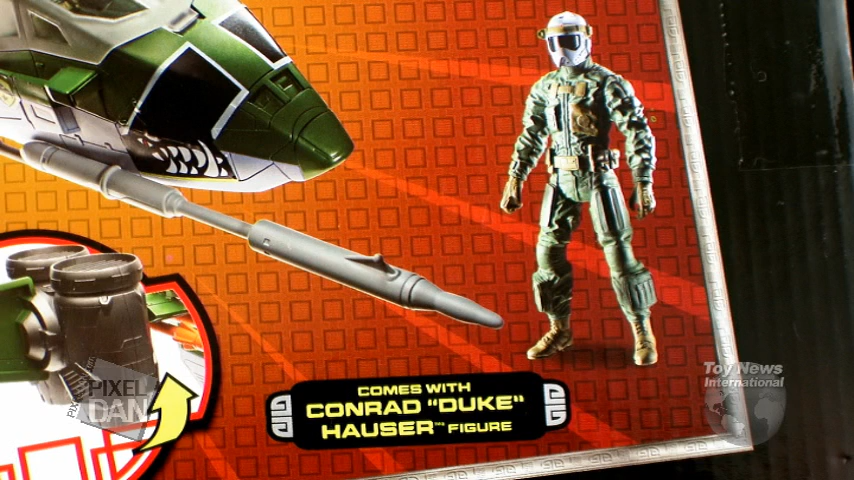 Toy News
International
PIXEL
DAN
COMES WITH
CONRAD "DUKE"
HAUSER™ FIGURE